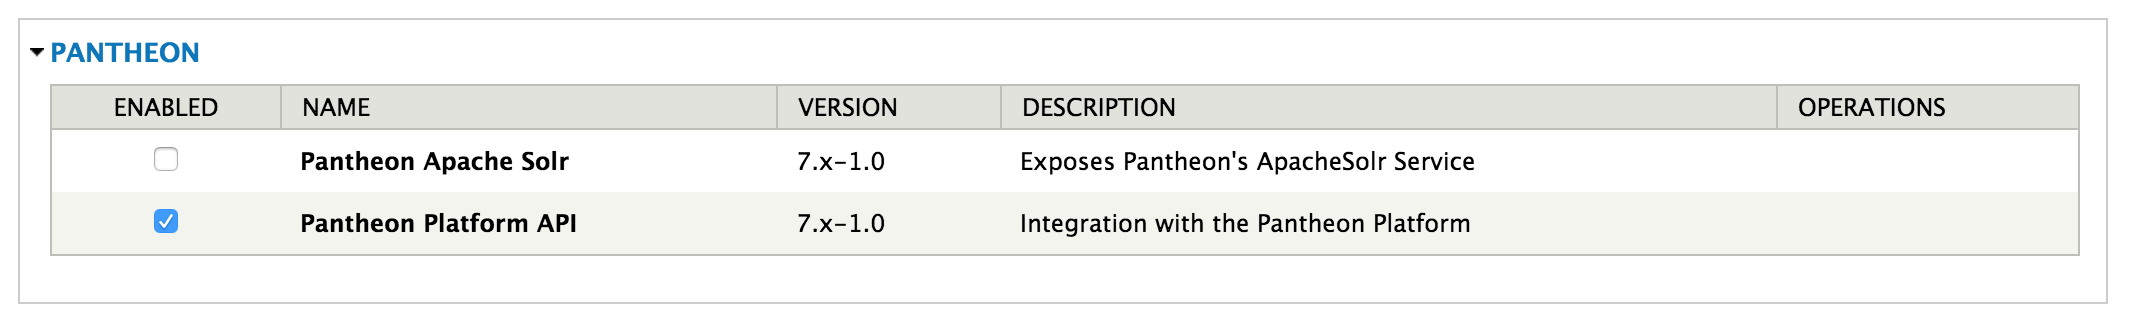 PANTHEON
ENABLED NAME VERSION DESCRIPTION OPERATIONS
Pantheon Apache Solr 7.x-1.0 Exposes Pantheon's ApacheSolr Service
Pantheon Platform API 7.x-1.0 Integration with the Pantheon Platform